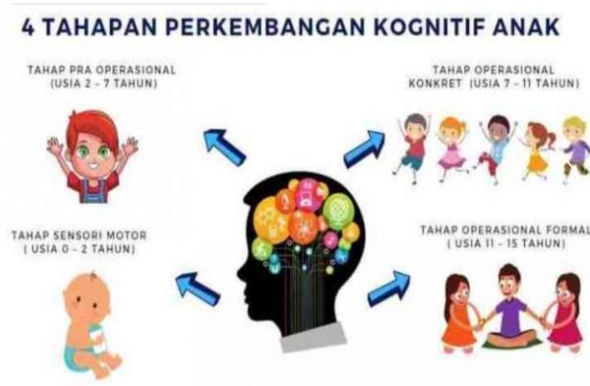 4 TAHAPAN PERKEMBANGAN KOGNITIF ANAK
TAHAP PRA OPERASIONAL
(USIA 2 - 7 TAHUN)
TAHAP OPERASIONAL
KONKRET (USIA 7 - 11 TAHUN)
TAHAP SENSORI MOTOR
( USIA 0 - 2 TAHUN)
TAHAP OPERASIONAL FORMAL
( USIA 11 - 15 TAHUN)